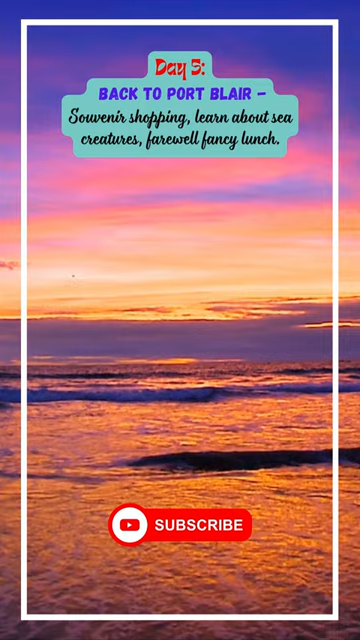 Day 5:
BACK TO PORT BLAIR –
Souvenir shopping, learn about sea
creatures, farewell fancy lunch.
SUBSCRIBE